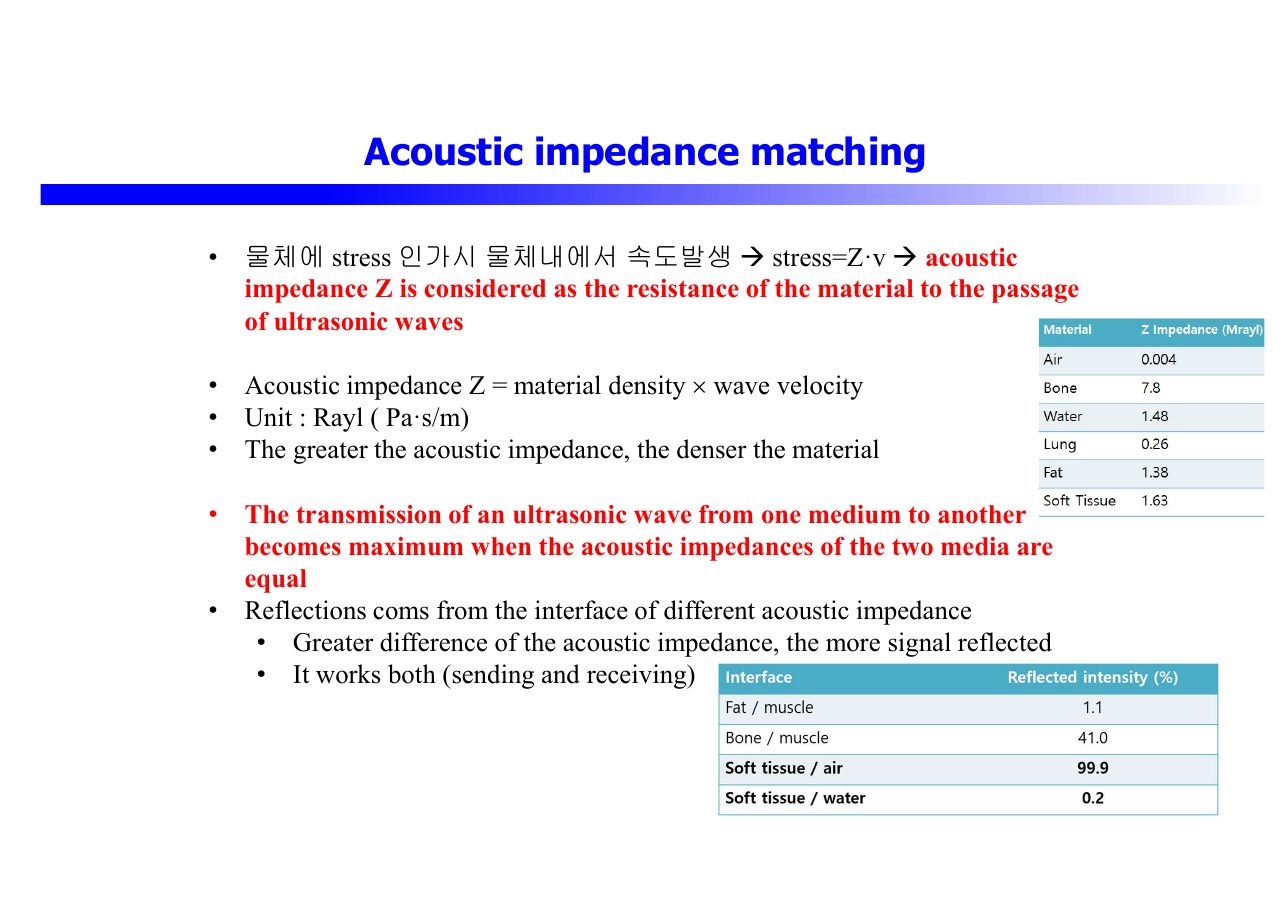 Acoustic impedance matching
• 물체에 stress 인가시 물체내에서 속도발생 → stress=Z·v → acoustic
impedance Z is considered as the resistance of the material to the passage
of ultrasonic waves
• Acoustic impedance Z = material density × wave velocity
• Unit : Rayl ( Pa·s/m)
• The greater the acoustic impedance, the denser the material
• The transmission of an ultrasonic wave from one medium to another
becomes maximum when the acoustic impedances of the two media are
equal
• Reflections coms from the interface of different acoustic impedance
• Greater difference of the acoustic impedance, the more signal reflected
• It works both (sending and receiving)
Material Z Impedance (Mrayl)
Air 0.004
Bone 7.8
Water 1.48
Lung 0.26
Fat 1.38
Soft Tissue 1.63
Interface Reflected intensity (%)
Fat / muscle 1.1
Bone / muscle 41.0
Soft tissue / air 99.9
Soft tissue / water 0.2